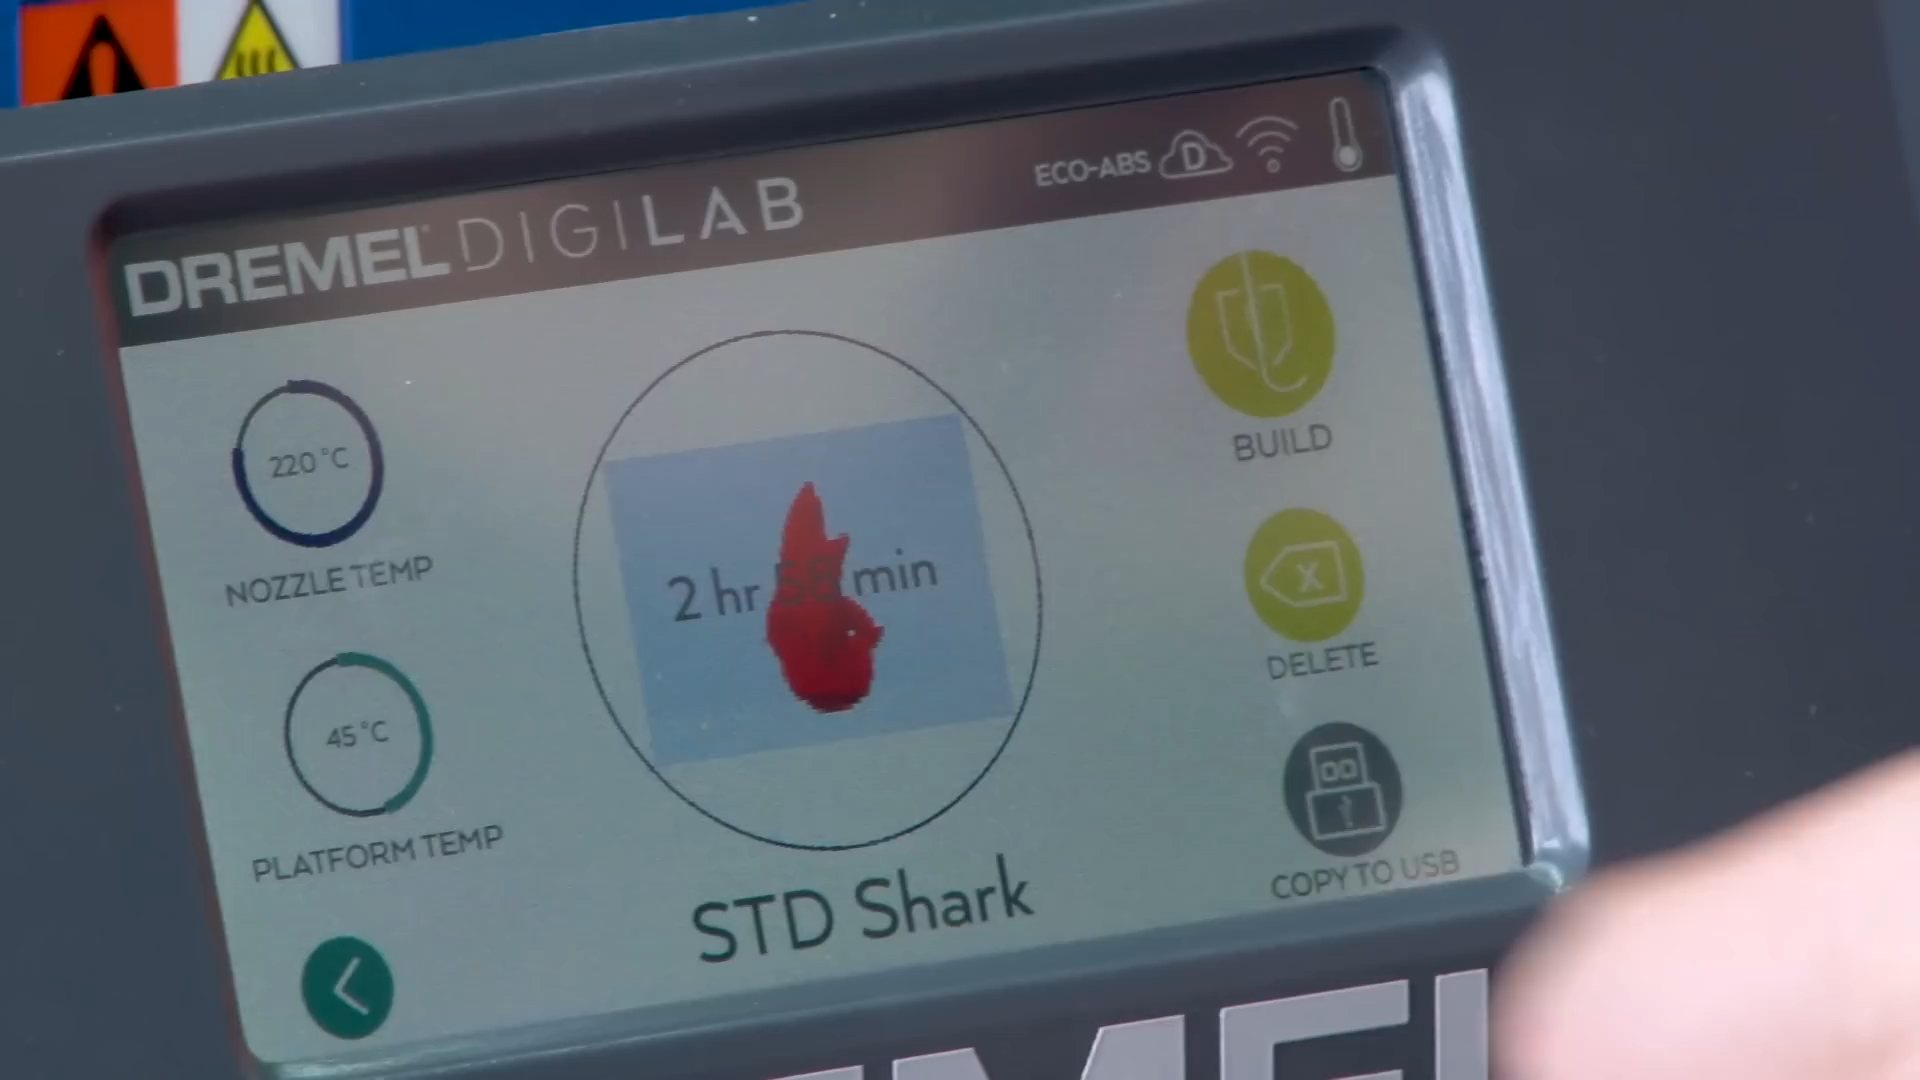 DREMEL DIGILAB
ECO-ABS
D
220 °C
NOZZLE TEMP
45 °C
PLATFORM TEMP
2 hr 58 min
STD Shark
BUILD
X
DELETE
COPY TO USB